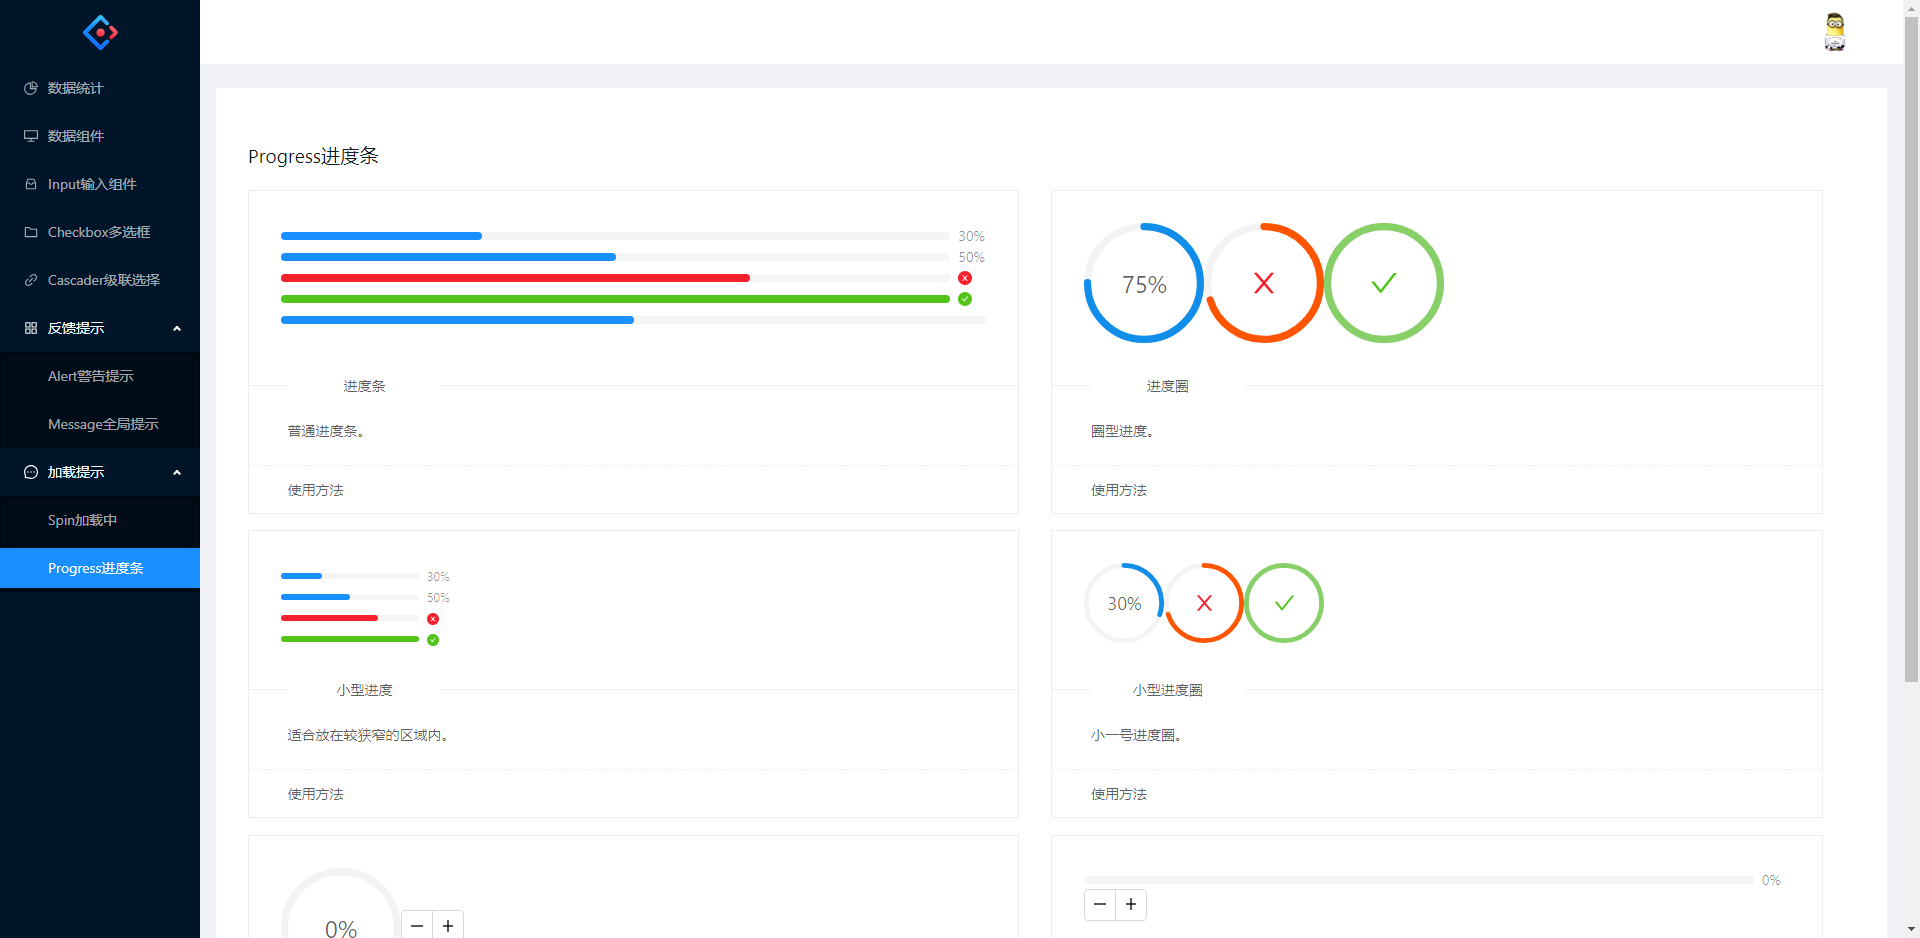 数据统计
数据组件
Input输入组件
Checkbox多选框
Cascader级联选择
反馈提示
Alert警告提示
Message全局提示
加载提示
Spin加载中
Progress进度条
Progress进度条
30%
50%
进度条
普通进度条。
使用方法
75%
进度圈
圈型进度。
使用方法
30%
50%
小型进度
适合放在较狭窄的区域内。
使用方法
30%
小型进度圈
小一号进度圈。
使用方法
0%
0%